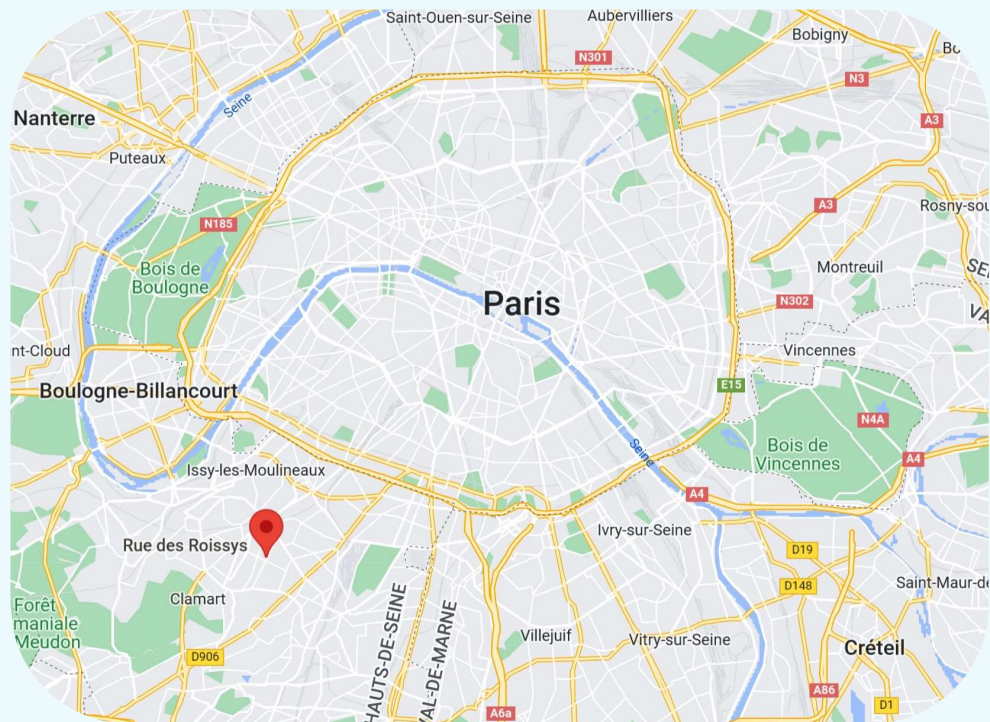 Saint-Ouen-sur-Seine
Aubervilliers
Bobigny
Bo
N301
N3
Seine
Nanterre
A3
Puteaux
A3
Rosny-sou
N185
Bois de
Boulogne
Montreuil
SE
Paris
N302
VA
nt-Cloud
Vincennes
Boulogne-Billancourt
E15
N4A
Bois de
Vincennes
Seine
A4
Issy-les-Moulineaux
A4
Ivry-sur-Seine
Rue des Roissys
D19
D148
Saint-Maur-de
Clamart
Forêt
maniale
Meudon
HAUTS-DE-SEINE
VAL-DE-MARNE
Villejuif
Vitry-sur-Seine
Créteil
D906
A86
D1
A6a